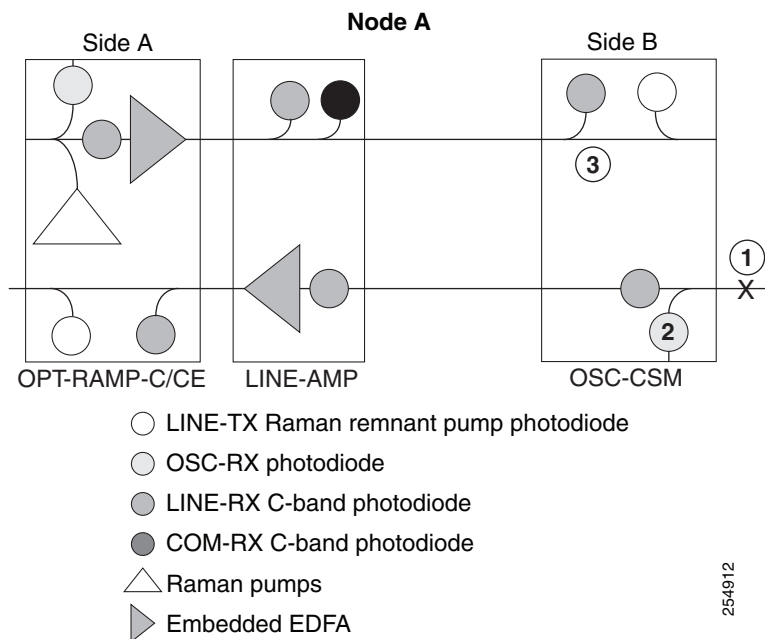 Node A
Side A
Side B
3
1
X
2
OPT-RAMP-C/CE
LINE-AMP
OSC-CSM
LINE-TX Raman remnant pump photodiode
OSC-RX photodiode
LINE-RX C-band photodiode
COM-RX C-band photodiode
Raman pumps
Embedded EDFA
254912